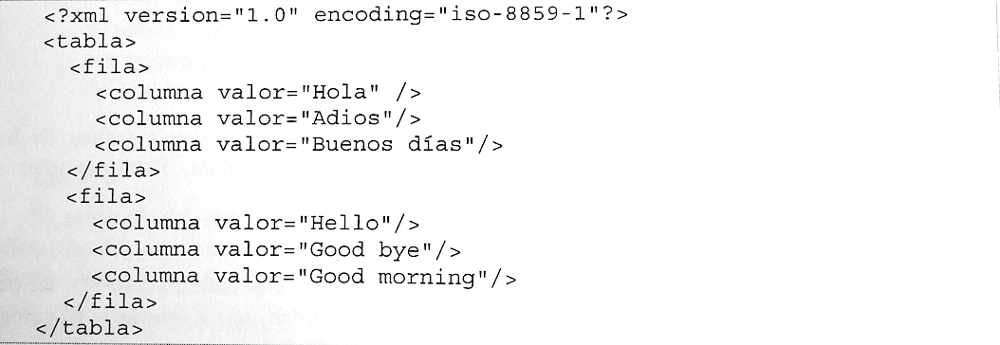 <?xml version="1.0" encoding="iso-8859-1"?>
<tabla>
<fila>
<columna valor="Hola" />
<columna valor="Adios"/>
<columna valor="Buenos días"/>
</fila>
<fila>
<columna valor="Hello"/>
<columna valor="Good bye"/>
<columna valor="Good morning"/>
</fila>
</tabla>